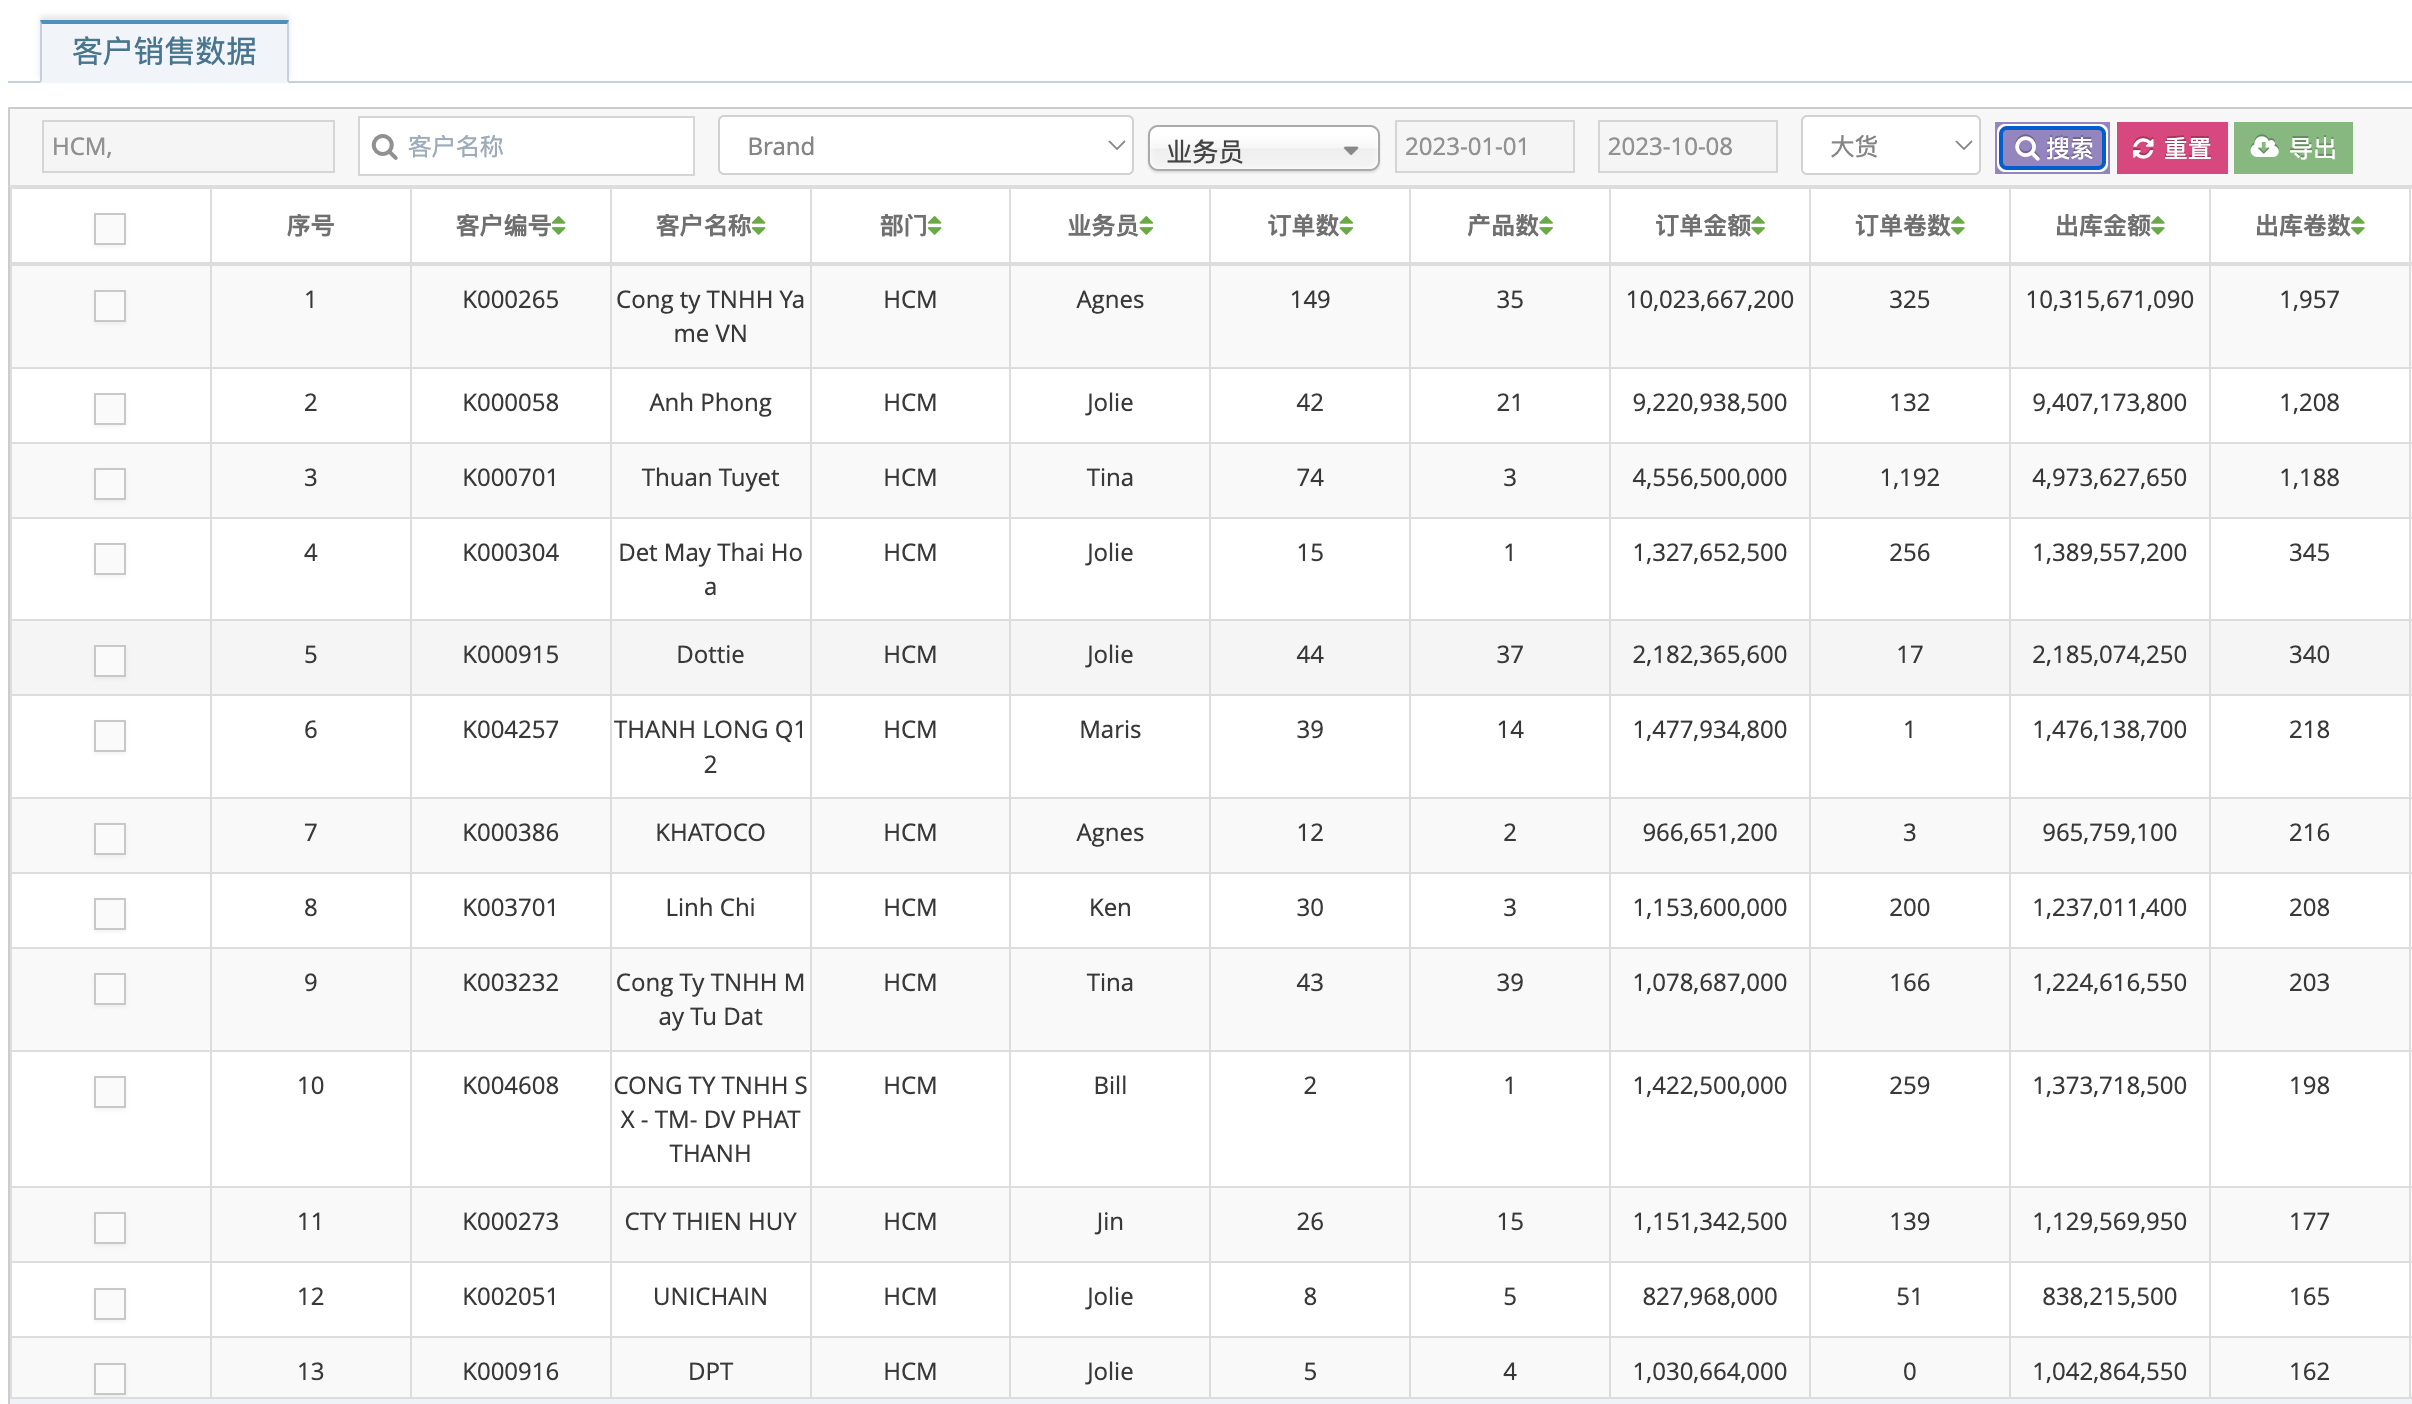 客户销售数据
HCM, 客户名称 Brand 业务员 2023-01-01 2023-10-08 大货 搜索 重置 导出
序号 客户编号 客户名称 部门 业务员 订单数 产品数 订单金额 订单卷数 出库金额 出库卷数
1 K000265 Cong ty TNHH Ya HCM Agnes 149 35 10,023,667,200 325 10,315,671,090 1,957
me VN
2 K000058 Anh Phong HCM Jolie 42 21 9,220,938,500 132 9,407,173,800 1,208
3 K000701 Thuan Tuyet HCM Tina 74 3 4,556,500,000 1,192 4,973,627,650 1,188
4 K000304 Det May Thai Ho HCM Jolie 15 1 1,327,652,500 256 1,389,557,200 345
a
5 K000915 Dottie HCM Jolie 44 37 2,182,365,600 17 2,185,074,250 340
6 K004257 THANH LONG Q1 HCM Maris 39 14 1,477,934,800 1 1,476,138,700 218
2
7 K000386 KHATOCO HCM Agnes 12 2 966,651,200 3 965,759,100 216
8 K003701 Linh Chi HCM Ken 30 3 1,153,600,000 200 1,237,011,400 208
9 K003232 Cong Ty TNHH M HCM Tina 43 39 1,078,687,000 166 1,224,616,550 203
ay Tu Dat
10 K004608 CONG TY TNHH S HCM Bill 2 1 1,422,500,000 259 1,373,718,500 198
X - TM- DV PHAT
THANH
11 K000273 CTY THIEN HUY HCM Jin 26 15 1,151,342,500 139 1,129,569,950 177
12 K002051 UNICHAIN HCM Jolie 8 5 827,968,000 51 838,215,500 165
13 K000916 DPT HCM Jolie 5 4 1,030,664,000 0 1,042,864,550 162